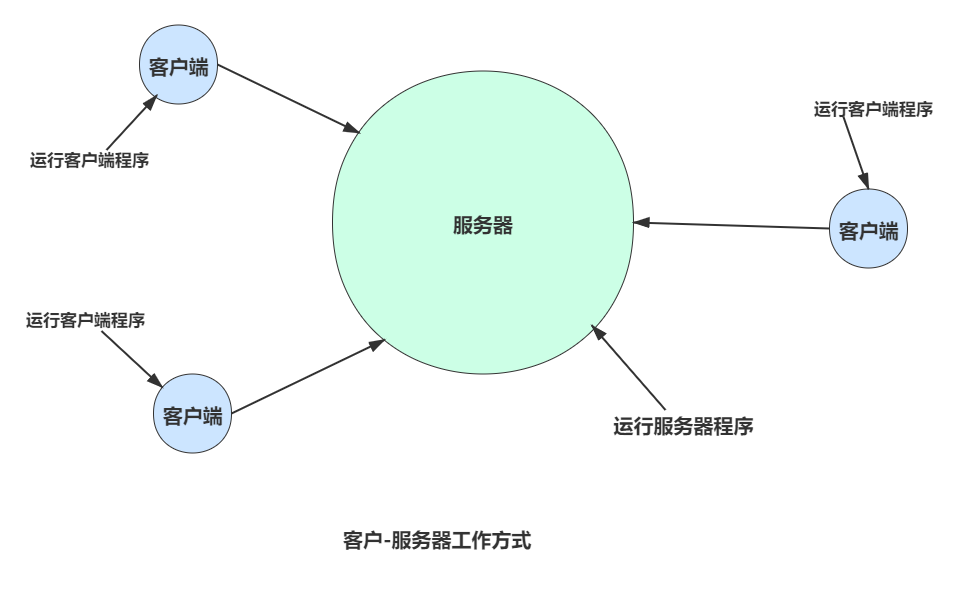 客户端
运行客户端程序
运行客户端程序
服务器
客户端
运行客户端程序
客户端
运行服务器程序
客户-服务器工作方式